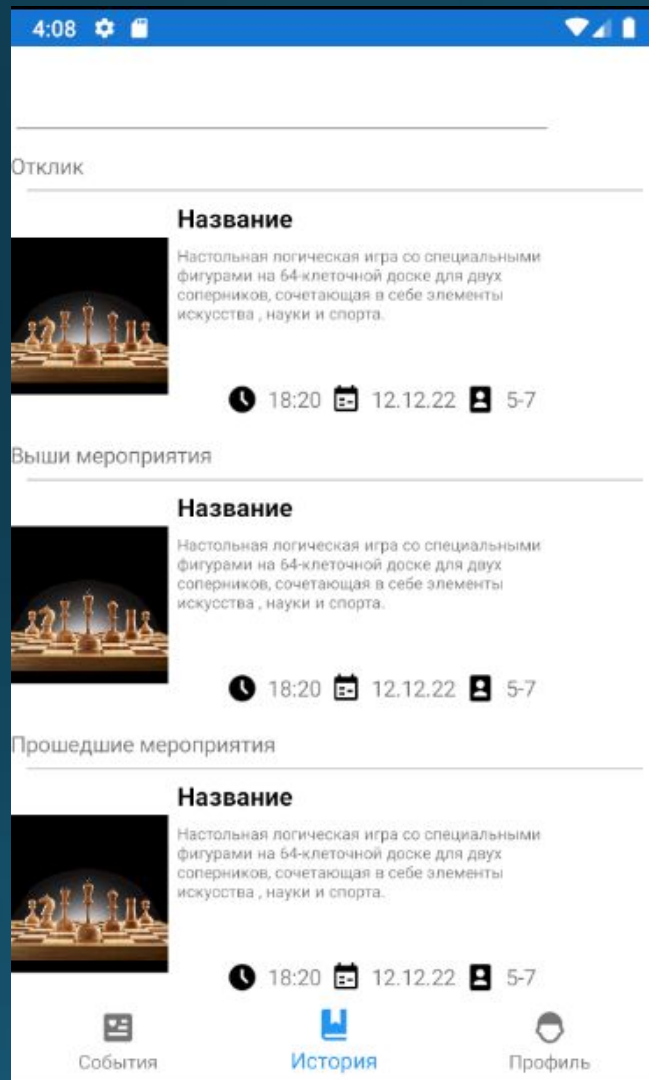 4:08
Отклик
Название
Настольная логическая игра со специальными
фигурами на 64-клеточной доске для двух
соперников, сочетающая в себе элементы
искусства , науки и спорта.
18:20 12.12.22 5-7
Выши мероприятия
Название
Настольная логическая игра со специальными
фигурами на 64-клеточной доске для двух
соперников, сочетающая в себе элементы
искусства , науки и спорта.
18:20 12.12.22 5-7
Прошедшие мероприятия
Название
Настольная логическая игра со специальными
фигурами на 64-клеточной доске для двух
соперников, сочетающая в себе элементы
искусства , науки и спорта.
18:20 12.12.22 5-7
События История Профиль